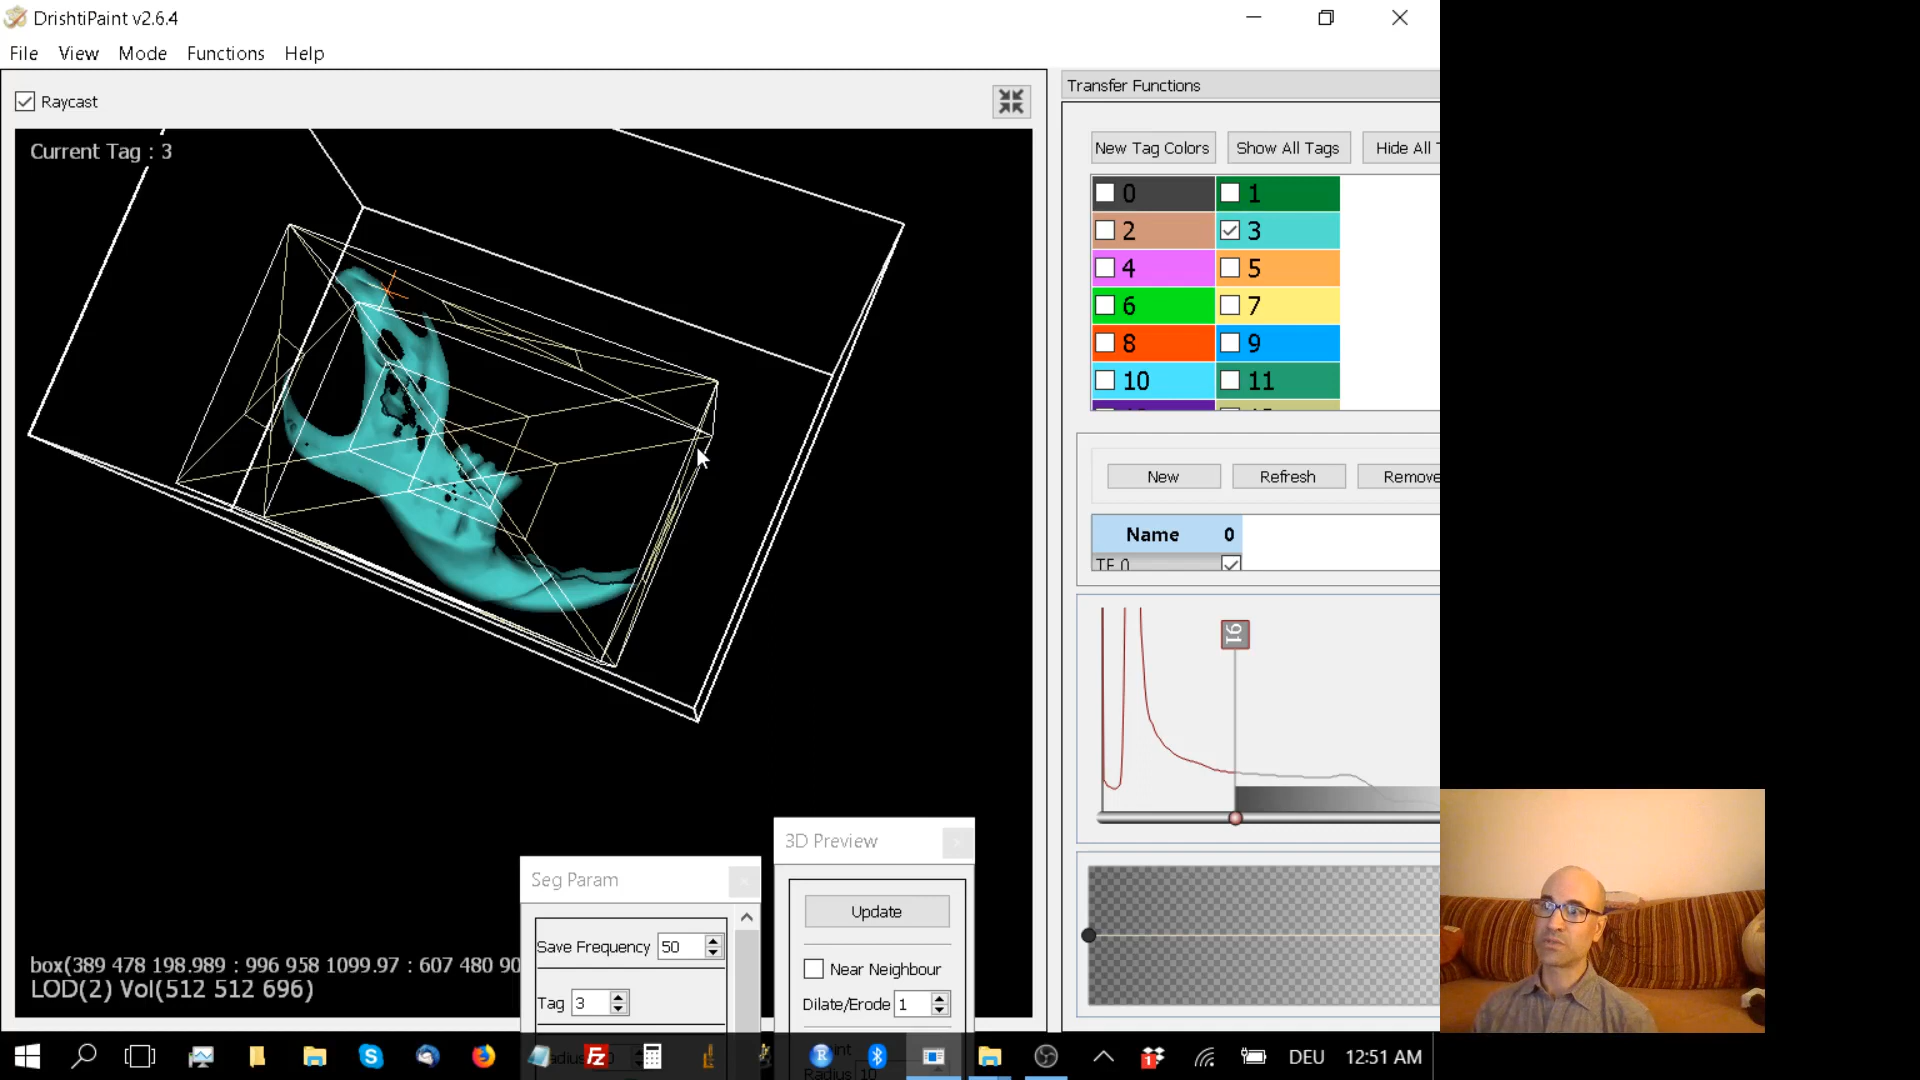 DrishtiPaint v2.6.4
File View Mode Functions Help
Raycast
Current Tag : 3
box(389 478 198.989 : 996 958 1099.97 : 607 480 90
LOD(2) Vol(512 512 696)
Transfer Functions
New Tag Colors Show All Tags Hide All
0 1
2 3
4 5
6 7
8 9
10 11
New Refresh Remove
Name 0
TF 0
91
Seg Param
Save Frequency 50
Tag 3
Radius
3D Preview
Update
Near Neighbour
Dilate/Erode 1
Radius 10
DEU 12:51 AM